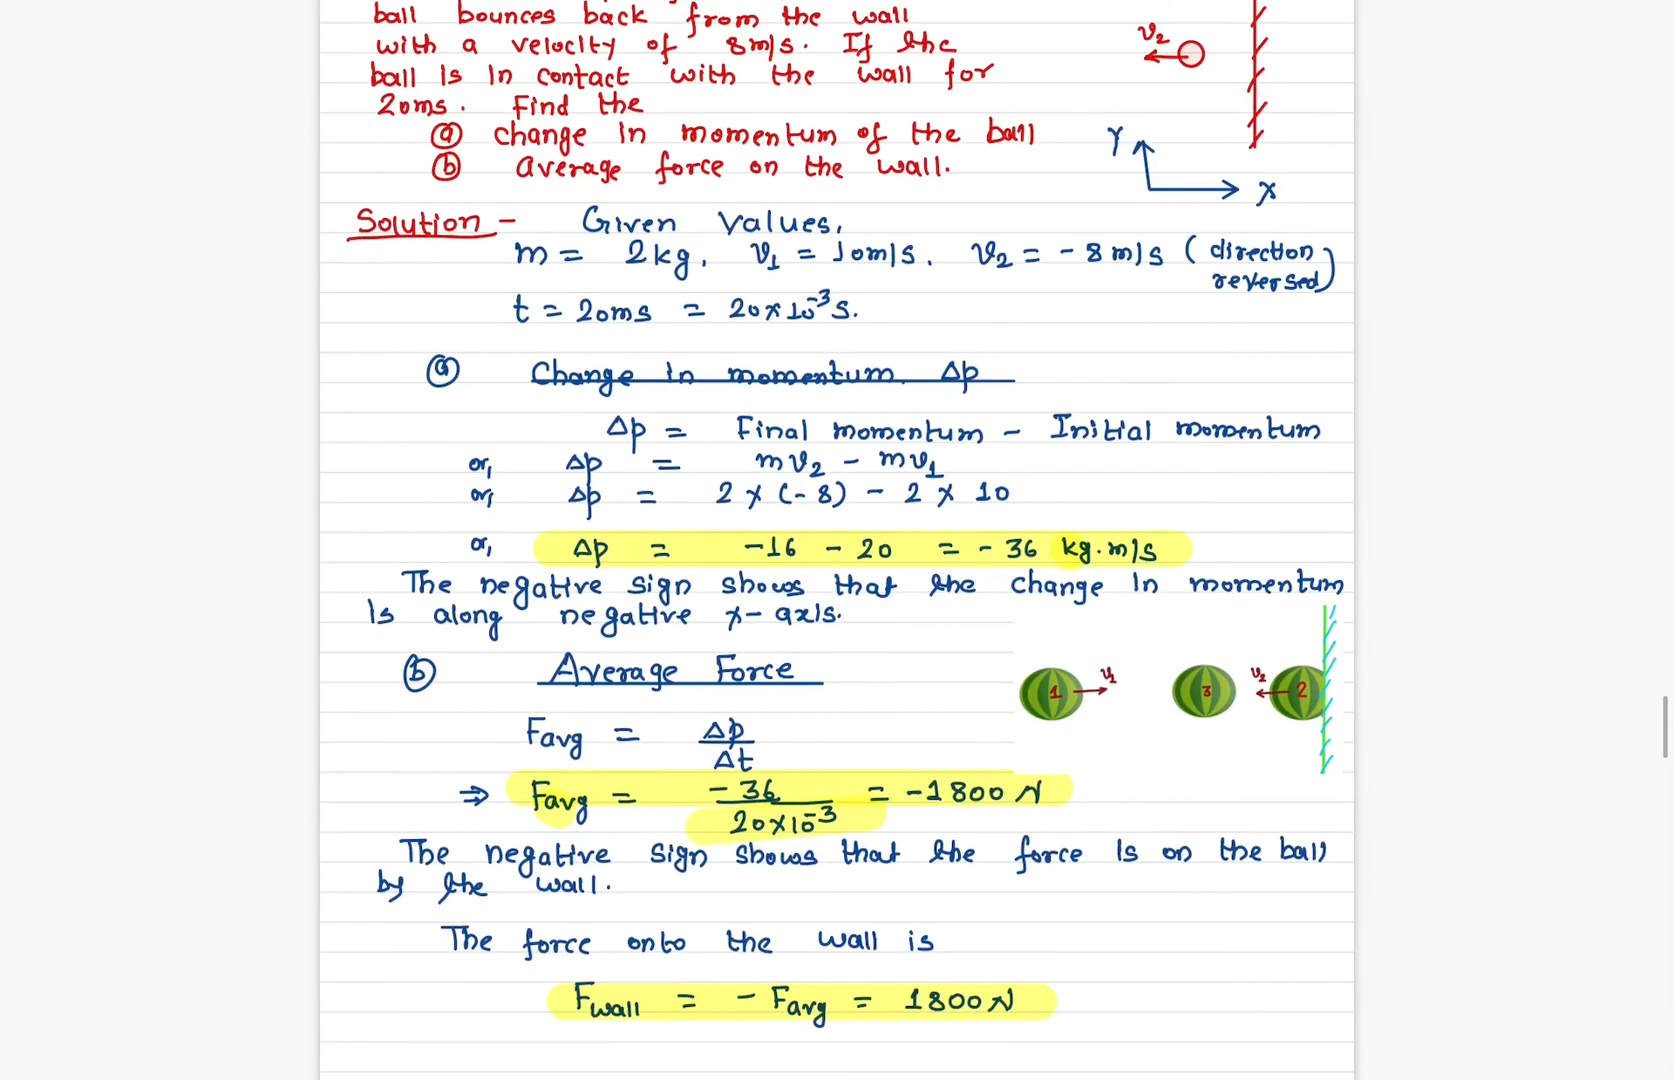 ball bounces back from the wall
with a velocity of 8m/s. If the
ball is in contact with the wall for
20ms. Find the
(a) change in momentum of the ball
(b) average force on the wall.
v₂
Y
X
Solution - Given values,
m = 2kg, v₁ = 10m/s, v₂ = -8m/s (direction reversed)
t = 20ms = 20×10⁻³s.
(a) Change in momentum Δp
Δp = Final momentum - Initial momentum
or, Δp = mv₂ - mv₁
or, Δp = 2 × (-8) - 2 × 10
or, Δp = -16 - 20 = -36 kg.m/s
The negative sign shows that the change in momentum
is along negative x-axis.
(b) Average Force
1 v₁ 3 v₂ 2
Favg = Δp/Δt
⇒ Favg = -36/20×10⁻³ = -1800 N
The negative sign shows that the force is on the ball
by the wall.
The force onto the wall is
Fwall = - Favg = 1800 N